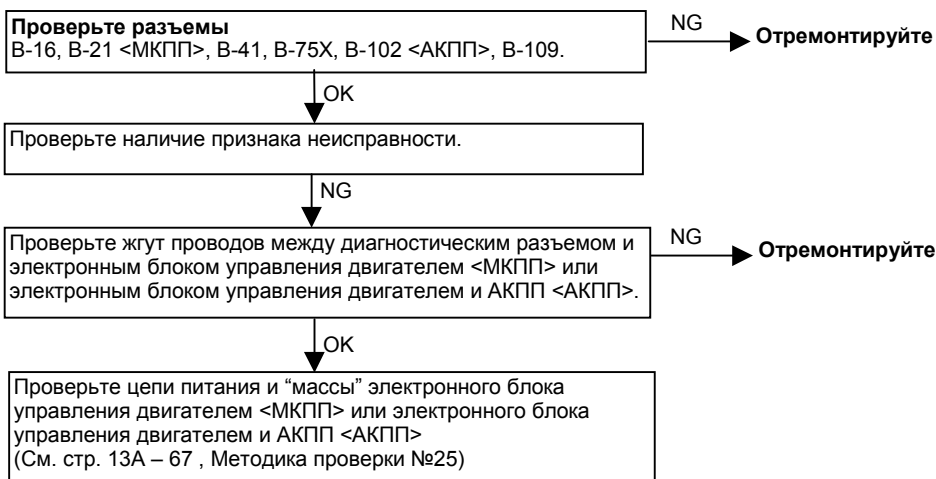 Проверьте разъемы
B-16, B-21 <МКПП>, B-41, B-75X, B-102 <АКПП>, B-109.
NG
Отремонтируйте
OK
Проверьте наличие признака неисправности.
NG
Проверьте жгут проводов между диагностическим разъемом и
электронным блоком управления двигателем <МКПП> или
электронным блоком управления двигателем и АКПП <АКПП>.
NG
Отремонтируйте
OK
Проверьте цепи питания и “массы” электронного блока
управления двигателем <МКПП> или электронного блока
управления двигателем и АКПП <АКПП>
(См. стр. 13А – 67 , Методика проверки №25)